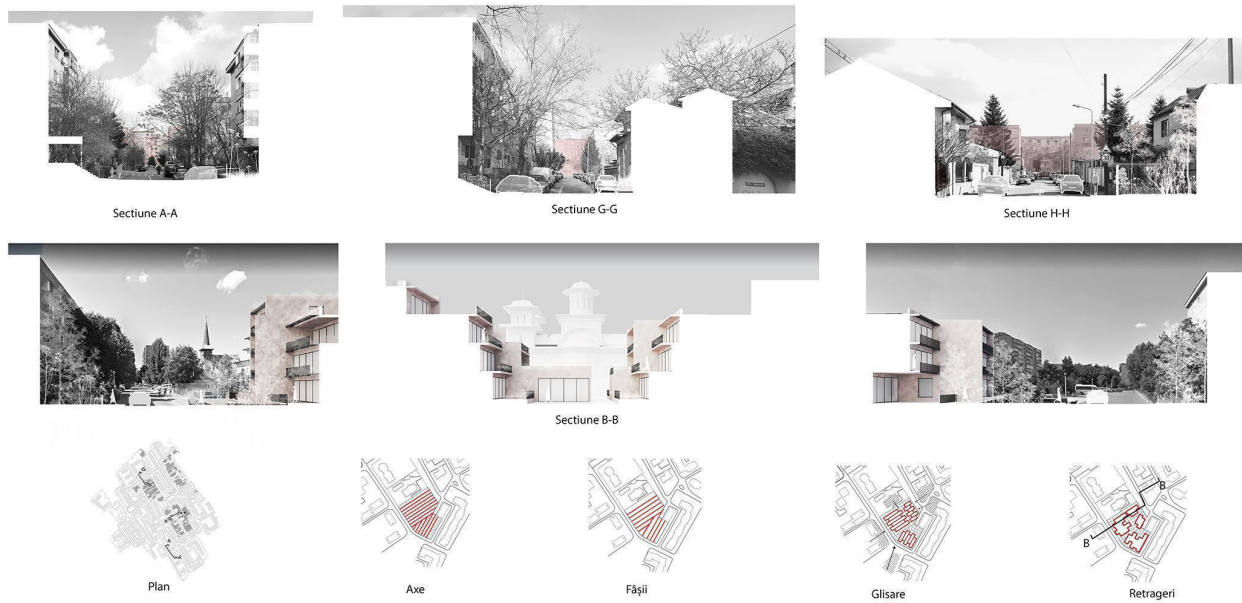 Sectiune A-A
Sectiune G-G
Sectiune H-H
Sectiune B-B
B
B
Plan
Axe
Fâșii
Glisare
Retrageri